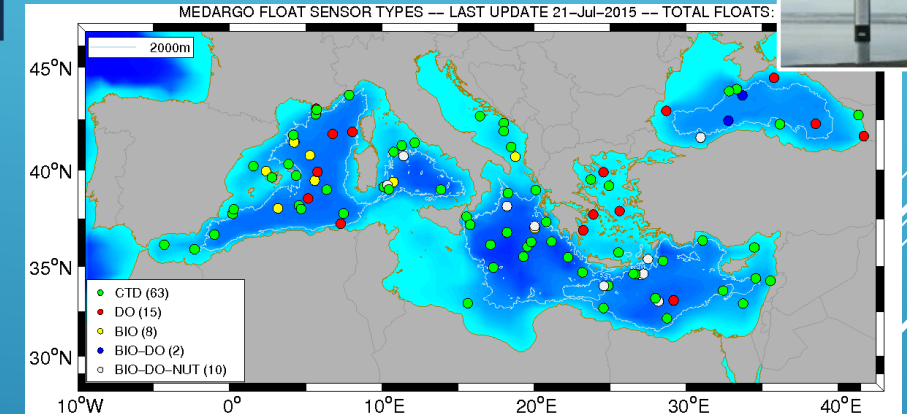 MEDARGO FLOAT SENSOR TYPES -- LAST UPDATE 21-Jul-2015 -- TOTAL FLOATS:
2000m
45°N
40°N
35°N
30°N
CTD (63)
DO (15)
BIO (8)
BIO-DO (2)
BIO-DO-NUT (10)
10°W
0°
10°E
20°E
30°E
40°E